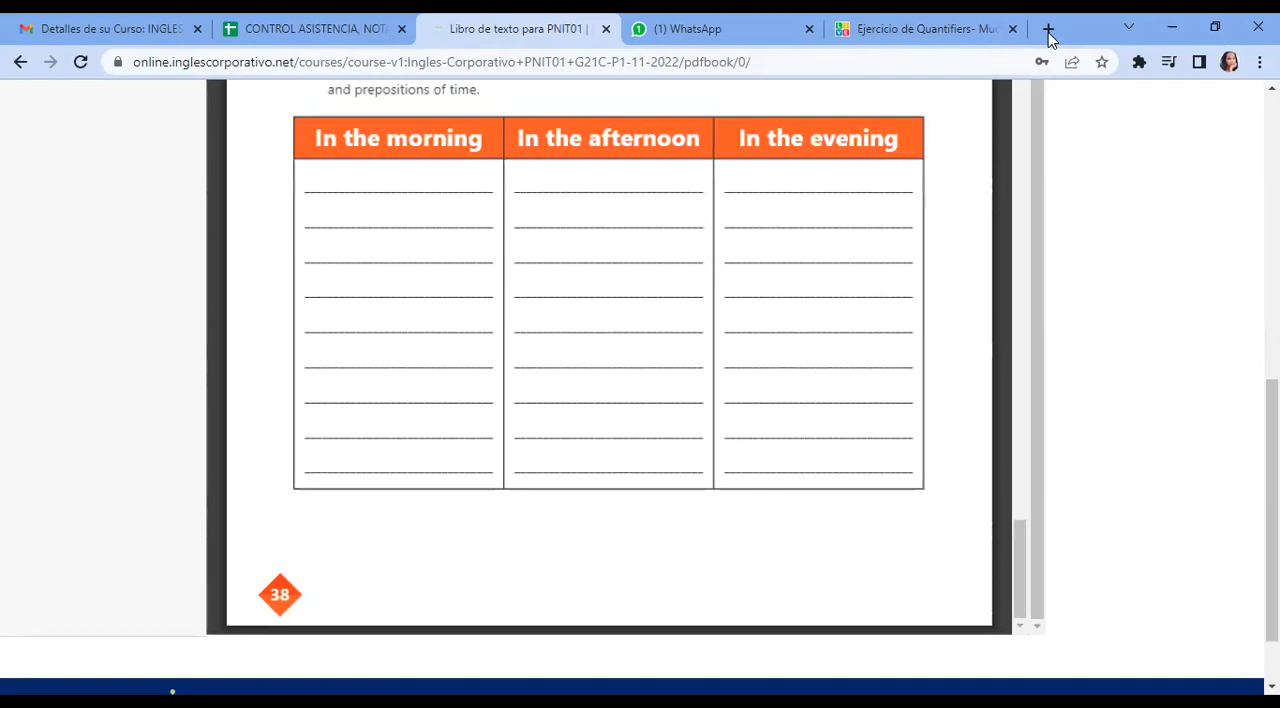 Detalles de su Curso: INGLES
CONTROL ASISTENCIA, NOT
Libro de texto para PNIT01 |
(1) WhatsApp
Ejercicio de Quantifiers- Muc
online.inglescorporativo.net/courses/course-v1:Ingles-Corporativo+PNIT01+G21C-P1-11-2022/pdfbook/0/
and prepositions of time.
In the morning
In the afternoon
In the evening
38